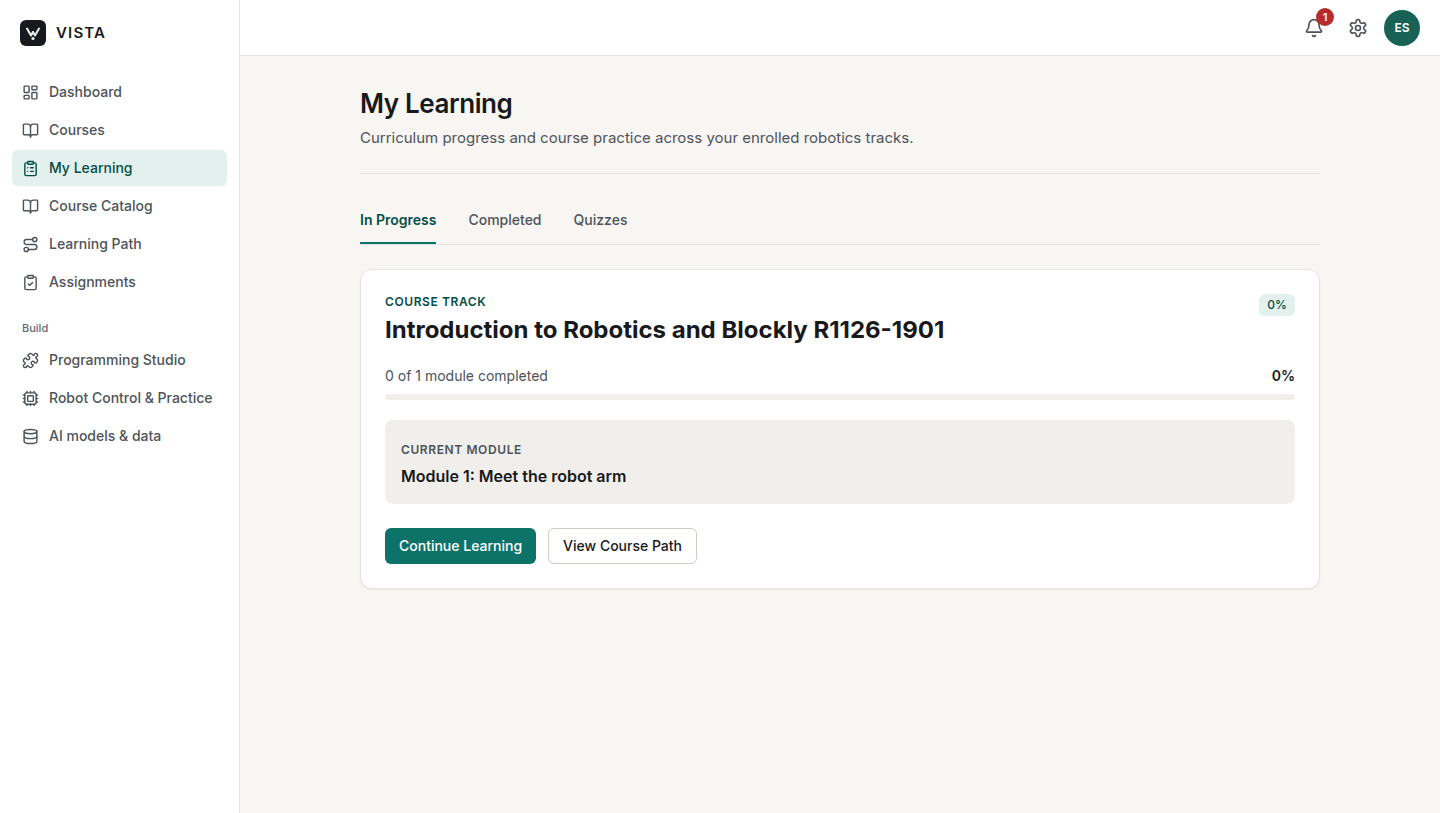 VISTA
1
ES
Dashboard
Courses
My Learning
Course Catalog
Learning Path
Assignments
Build
Programming Studio
Robot Control & Practice
AI models & data
My Learning
Curriculum progress and course practice across your enrolled robotics tracks.
In Progress
Completed
Quizzes
COURSE TRACK
0%
Introduction to Robotics and Blockly R1126-1901
0 of 1 module completed
0%
CURRENT MODULE
Module 1: Meet the robot arm
Continue Learning
View Course Path